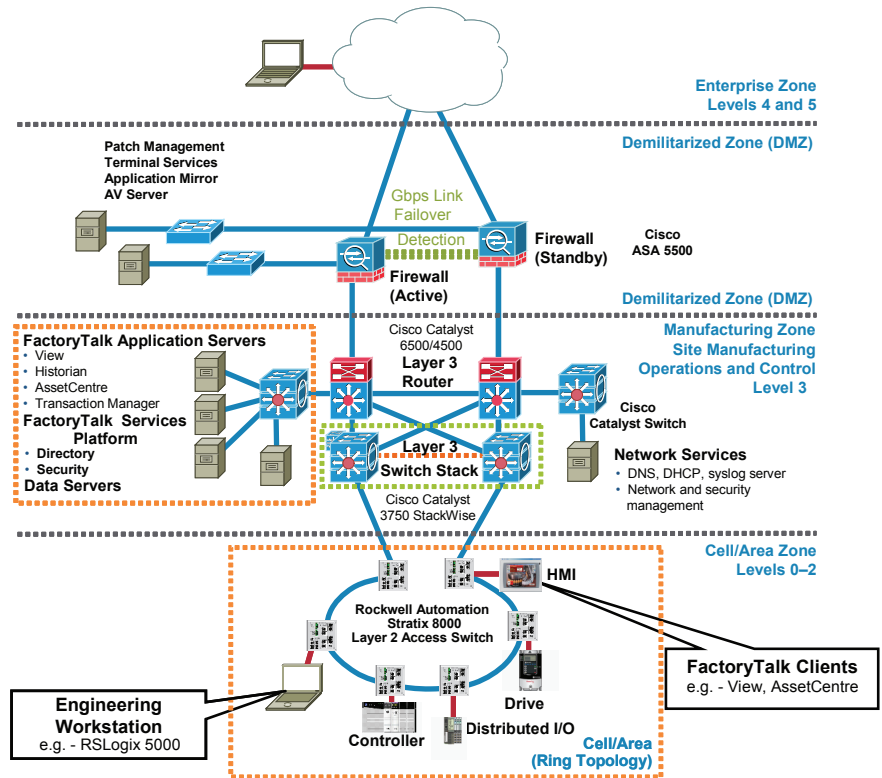 Enterprise Zone
Levels 4 and 5
Demilitarized Zone (DMZ)
Patch Management
Terminal Services
Application Mirror
AV Server
Gbps Link
Failover
Detection
Firewall
(Active)
Firewall
(Standby)
Cisco
ASA 5500
Demilitarized Zone (DMZ)
Manufacturing Zone
Site Manufacturing
Operations and Control
Level 3
FactoryTalk Application Servers
• View
• Historian
• AssetCentre
• Transaction Manager
FactoryTalk Services
Platform
• Directory
• Security
Data Servers
Cisco Catalyst
6500/4500
Layer 3
Router
Cisco
Catalyst Switch
Layer 3
Switch Stack
Network Services
• DNS, DHCP, syslog server
• Network and security
management
Cisco Catalyst
3750 StackWise
Cell/Area Zone
Levels 0–2
HMI
Rockwell Automation
Stratix 8000
Layer 2 Access Switch
FactoryTalk Clients
e.g. - View, AssetCentre
Engineering
Workstation
e.g. - RSLogix 5000
Drive
Controller
Distributed I/O
Cell/Area
(Ring Topology)